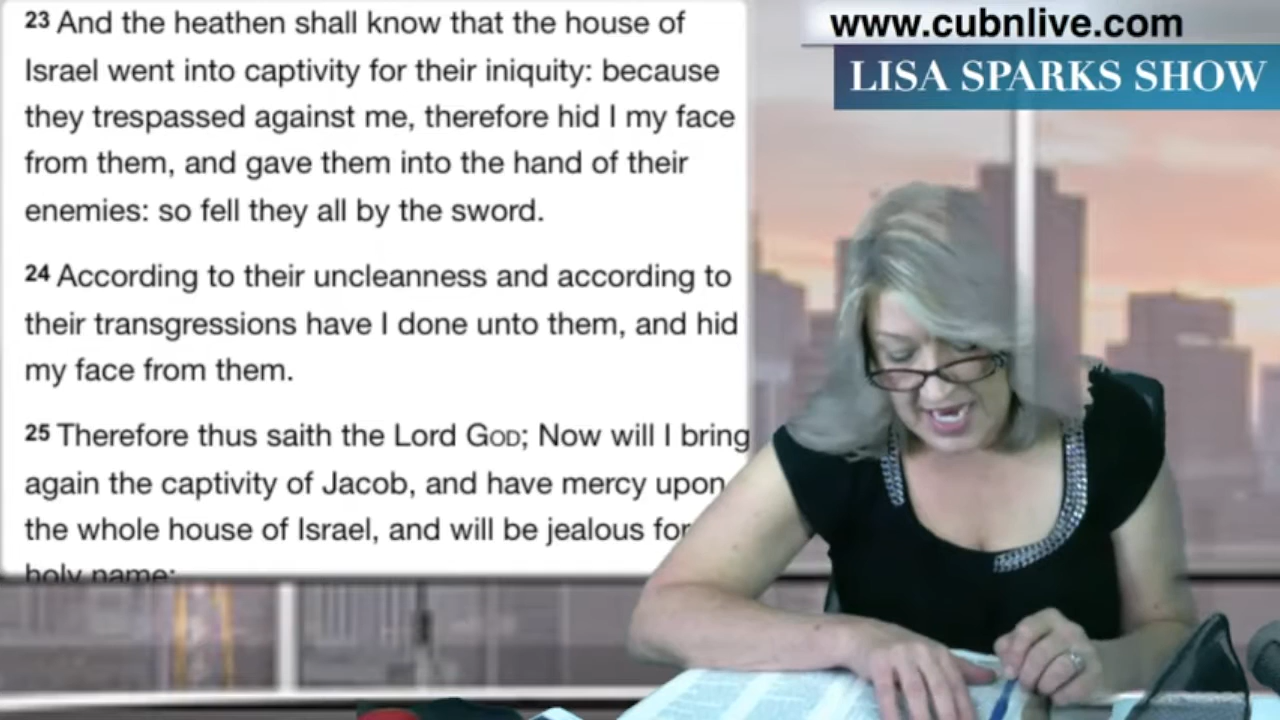 23 And the heathen shall know that the house of
Israel went into captivity for their iniquity: because
they trespassed against me, therefore hid I my face
from them, and gave them into the hand of their
enemies: so fell they all by the sword.
24 According to their uncleanness and according to
their transgressions have I done unto them, and hid
my face from them.
25 Therefore thus saith the Lord GOD; Now will I bring
again the captivity of Jacob, and have mercy upon
the whole house of Israel, and will be jealous for
holy name:
www.cubnlive.com
LISA SPARKS SHOW